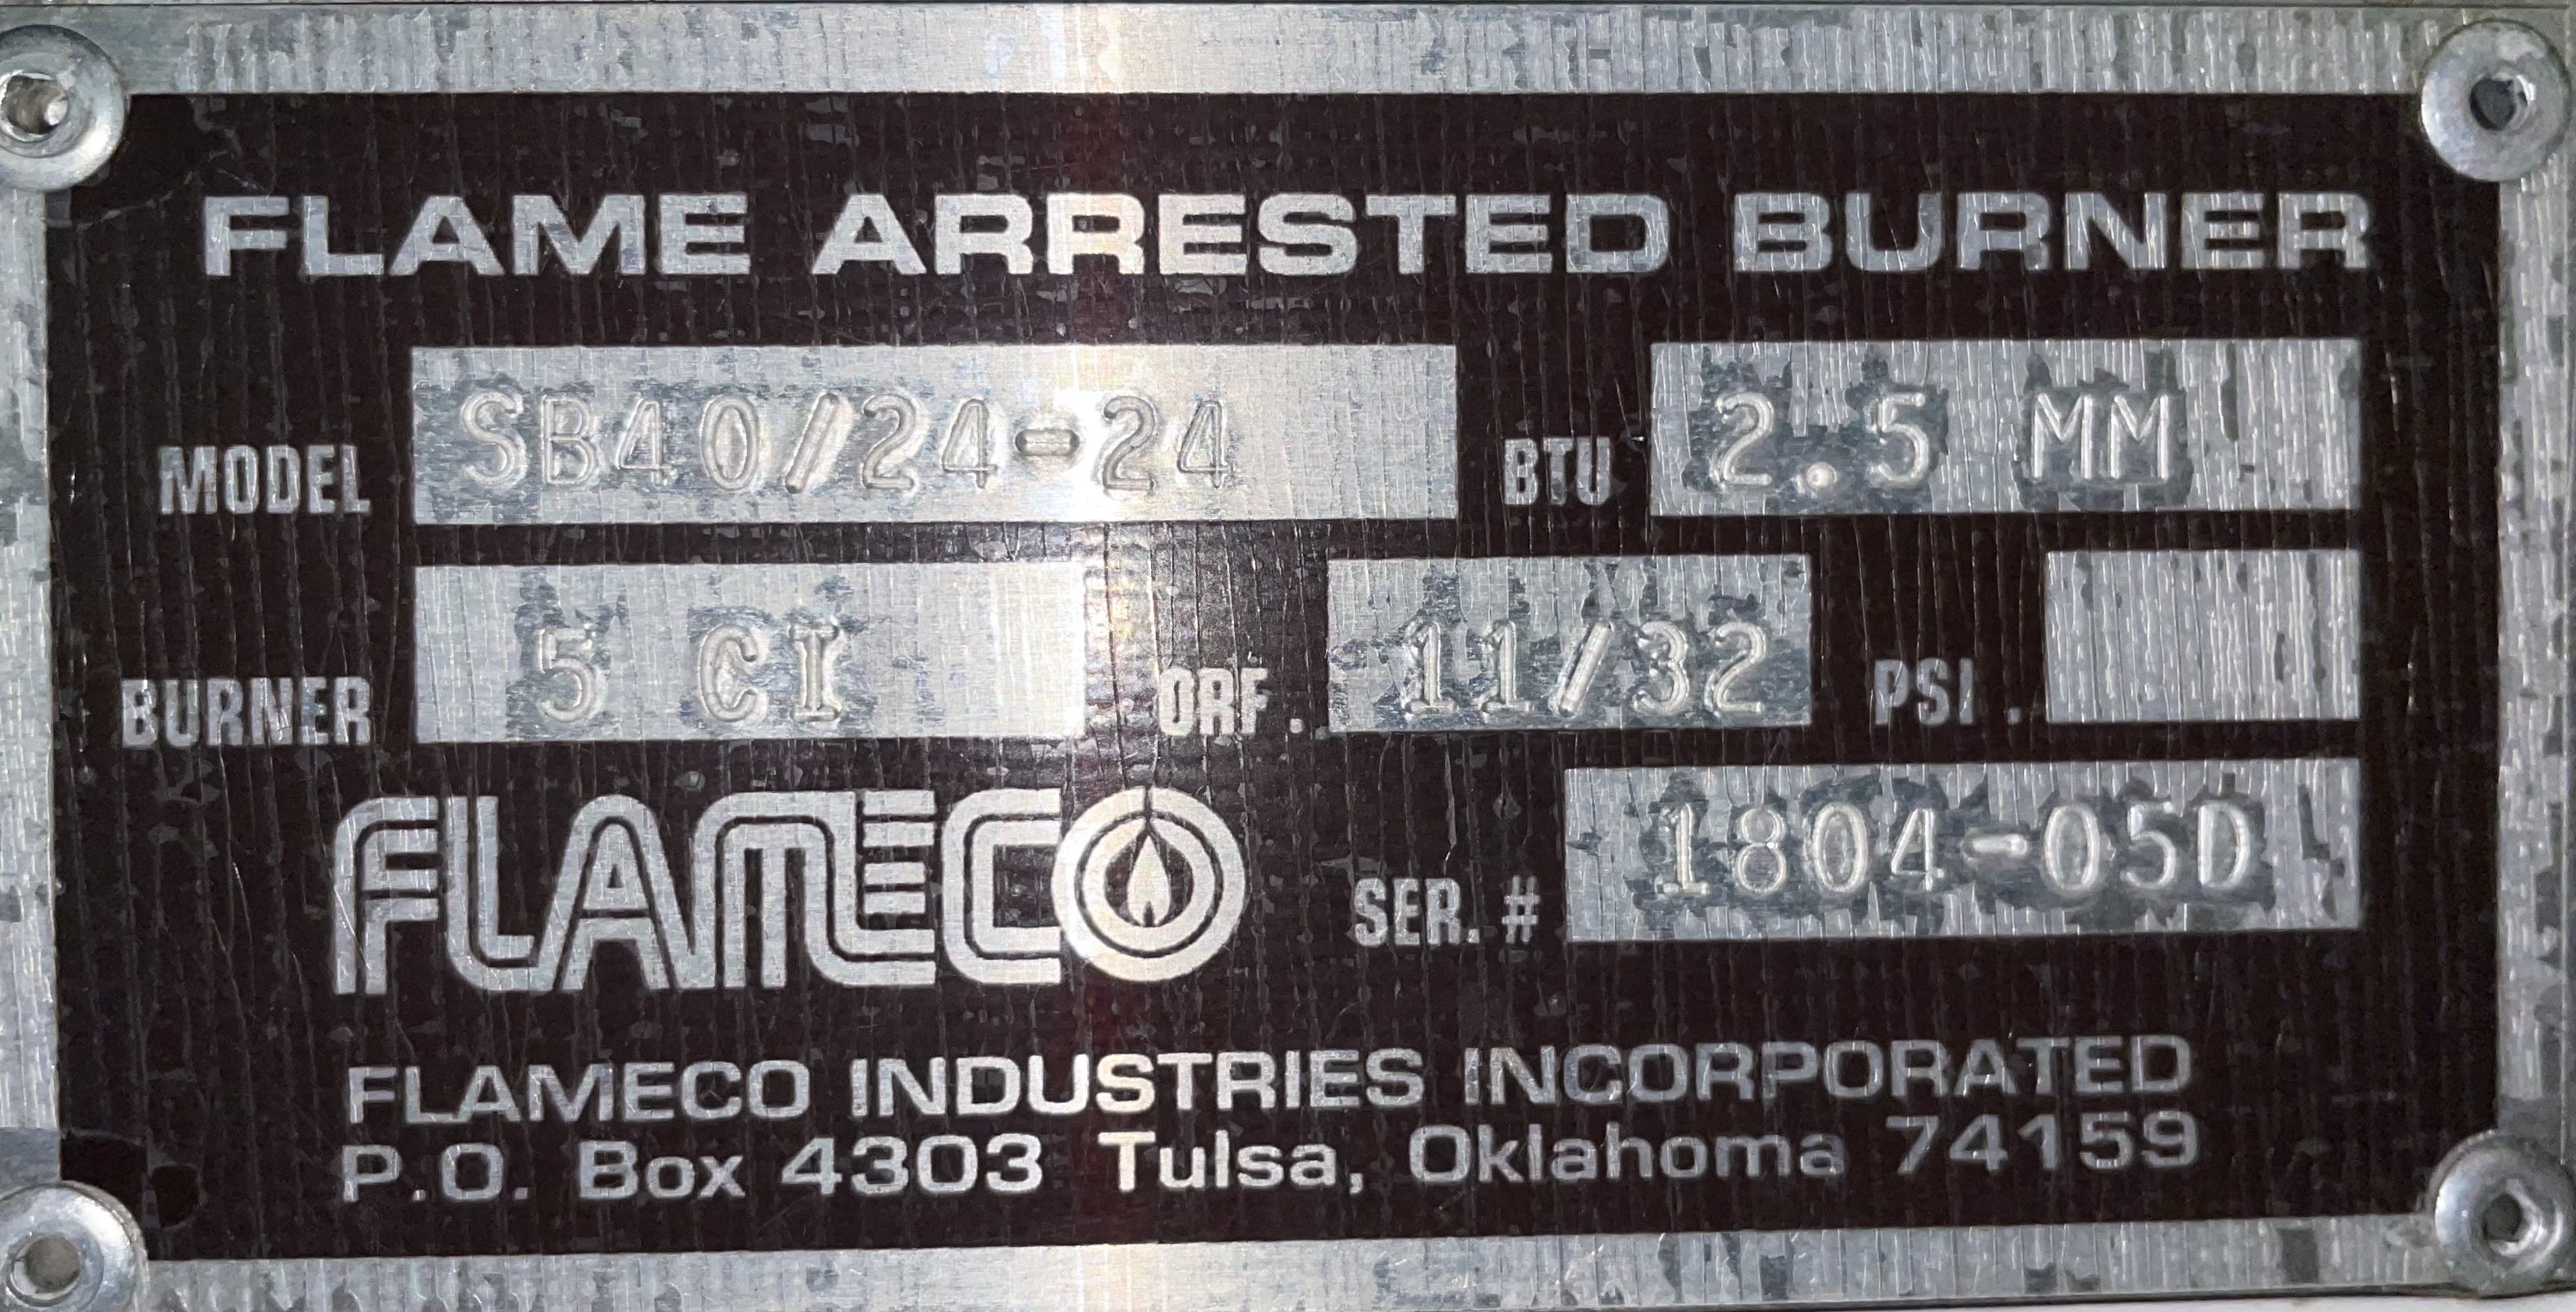 FLAME ARRESTED BURNER
MODEL SB40/24-24 BTU 2.5 MM
BURNER 5 CI ORF. 11/32 PSI.
FLAMECO SER. # 1804-05D
FLAMECO INDUSTRIES INCORPORATED
P.O. Box 4303 Tulsa, Oklahoma 74159